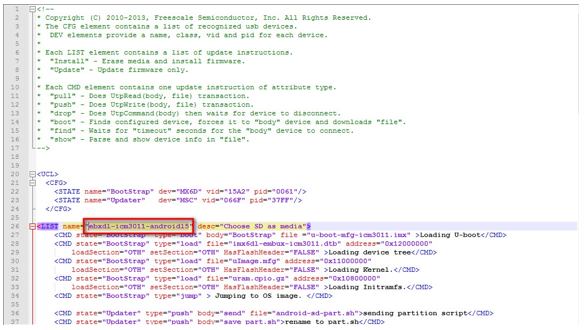 1 <!--
2 * Copyright (C) 2010-2013, Freescale Semiconductor, Inc. All Rights Reserved.
3 * The CFG element contains a list of recognized usb devices.
4 * DEV elements provide a name, class, vid and pid for each device.
5 *
6 * Each LIST element contains a list of update instructions.
7 * "Install" - Erase media and install firmware.
8 * "Update" - Update firmware only.
9 *
10 * Each CMD element contains one update instruction of attribute type.
11 * "pull" - Does UtpRead(body, file) transaction.
12 * "push" - Does UtpWrite(body, file) transaction.
13 * "drop" - Does UtpCommand(body) then waits for device to disconnect.
14 * "boot" - Finds configured device, forces it to "body" device and downloads "file".
15 * "find" - Waits for "timeout" seconds for the "body" device to connect.
16 * "show" - Parse and show device info in "file".
17 -->
18
19
20 <UCL>
21 <CFG>
22 <STATE name="BootStrap" dev="MX6D" vid="15A2" pid="0061"/>
23 <STATE name="Updater" dev="MSC" vid="066F" pid="37FF"/>
24 </CFG>
25
26 <LIST name="mbxdl-icm3011-android15" desc="Choose SD as media">
27 <CMD state="BootStrap" type="boot" body="BootStrap" file ="u-boot-mfg-icm3011.imx" >Loading U-boot</CMD>
28 <CMD state="BootStrap" type="load" file="imx6dl-embux-icm3011.dtb" address="0x12000000"
29 loadSection="OTH" setSection="OTH" HasFlashHeader="FALSE" >Loading device tree</CMD>
30 <CMD state="BootStrap" type="load" file="uImage.mfg" address="0x11000000"
31 loadSection="OTH" setSection="OTH" HasFlashHeader="FALSE" >Loading Kernel.</CMD>
32 <CMD state="BootStrap" type="load" file="uram.cpio.gz" address="0x10800000"
33 loadSection="OTH" setSection="OTH" HasFlashHeader="FALSE" >Loading Initramfs.</CMD>
34 <CMD state="BootStrap" type="jump" > Jumping to OS image. </CMD>
35
36 <CMD state="Updater" type="push" body="send" file="android-sd-part.sh">sending partition script</CMD>
37 <CMD state="Updater" type="push" body="save part.sh">rename to part.sh</CMD>